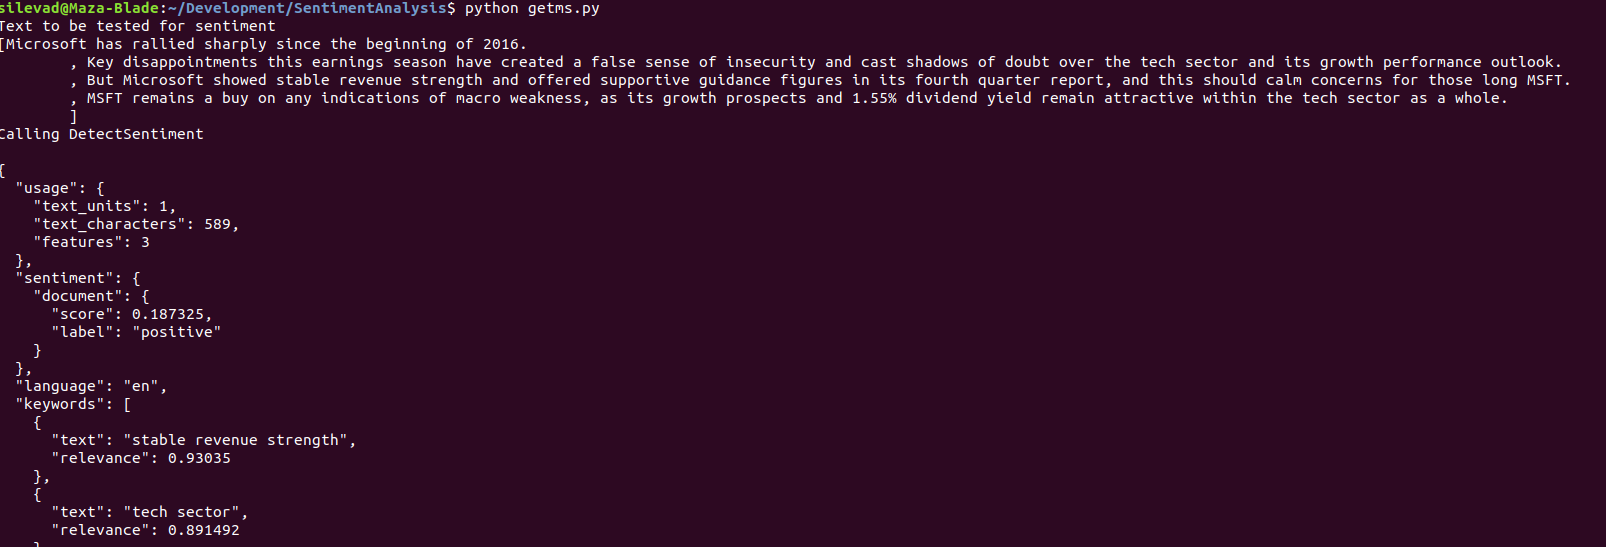 silevad@Maza-Blade:~/Development/SentimentAnalysis$ python getms.py
Text to be tested for sentiment
[Microsoft has rallied sharply since the beginning of 2016.
, Key disappointments this earnings season have created a false sense of insecurity and cast shadows of doubt over the tech sector and its growth performance outlook.
, But Microsoft showed stable revenue strength and offered supportive guidance figures in its fourth quarter report, and this should calm concerns for those long MSFT.
, MSFT remains a buy on any indications of macro weakness, as its growth prospects and 1.55% dividend yield remain attractive within the tech sector as a whole.
]
Calling DetectSentiment
{
"usage": {
"text_units": 1,
"text_characters": 589,
"features": 3
},
"sentiment": {
"document": {
"score": 0.187325,
"label": "positive"
}
},
"language": "en",
"keywords": [
{
"text": "stable revenue strength",
"relevance": 0.93035
},
{
"text": "tech sector",
"relevance": 0.891492
}